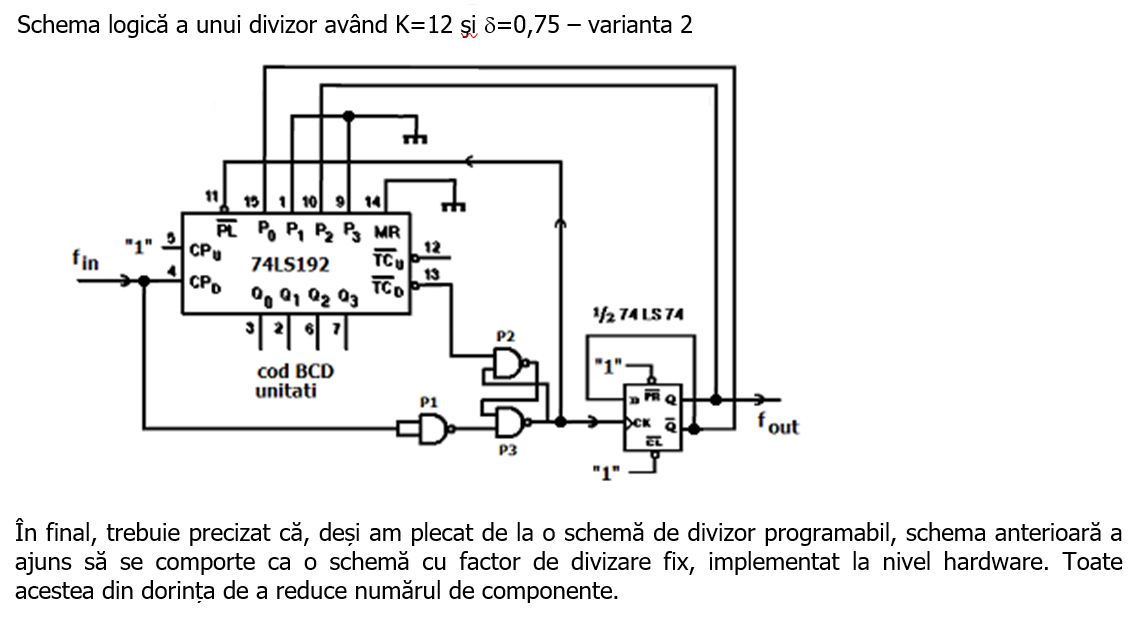 Schema logică a unui divizor având K=12 și δ=0,75 – varianta 2
11 15 1 10 9 14
PL P0 P1 P2 P3 MR
"1" 5 CPU TCU 12
fin 4 CPD 74LS192 TCD 13
Q0 Q1 Q2 Q3
3 2 6 7
cod BCD
unitati
P2
P1
P3
1/2 74 LS 74
"1"
D PR Q
CK Q
CL
"1"
fout
În final, trebuie precizat că, deși am plecat de la o schemă de divizor programabil, schema anterioară a
ajuns să se comporte ca o schemă cu factor de divizare fix, implementat la nivel hardware. Toate
acestea din dorința de a reduce numărul de componente.